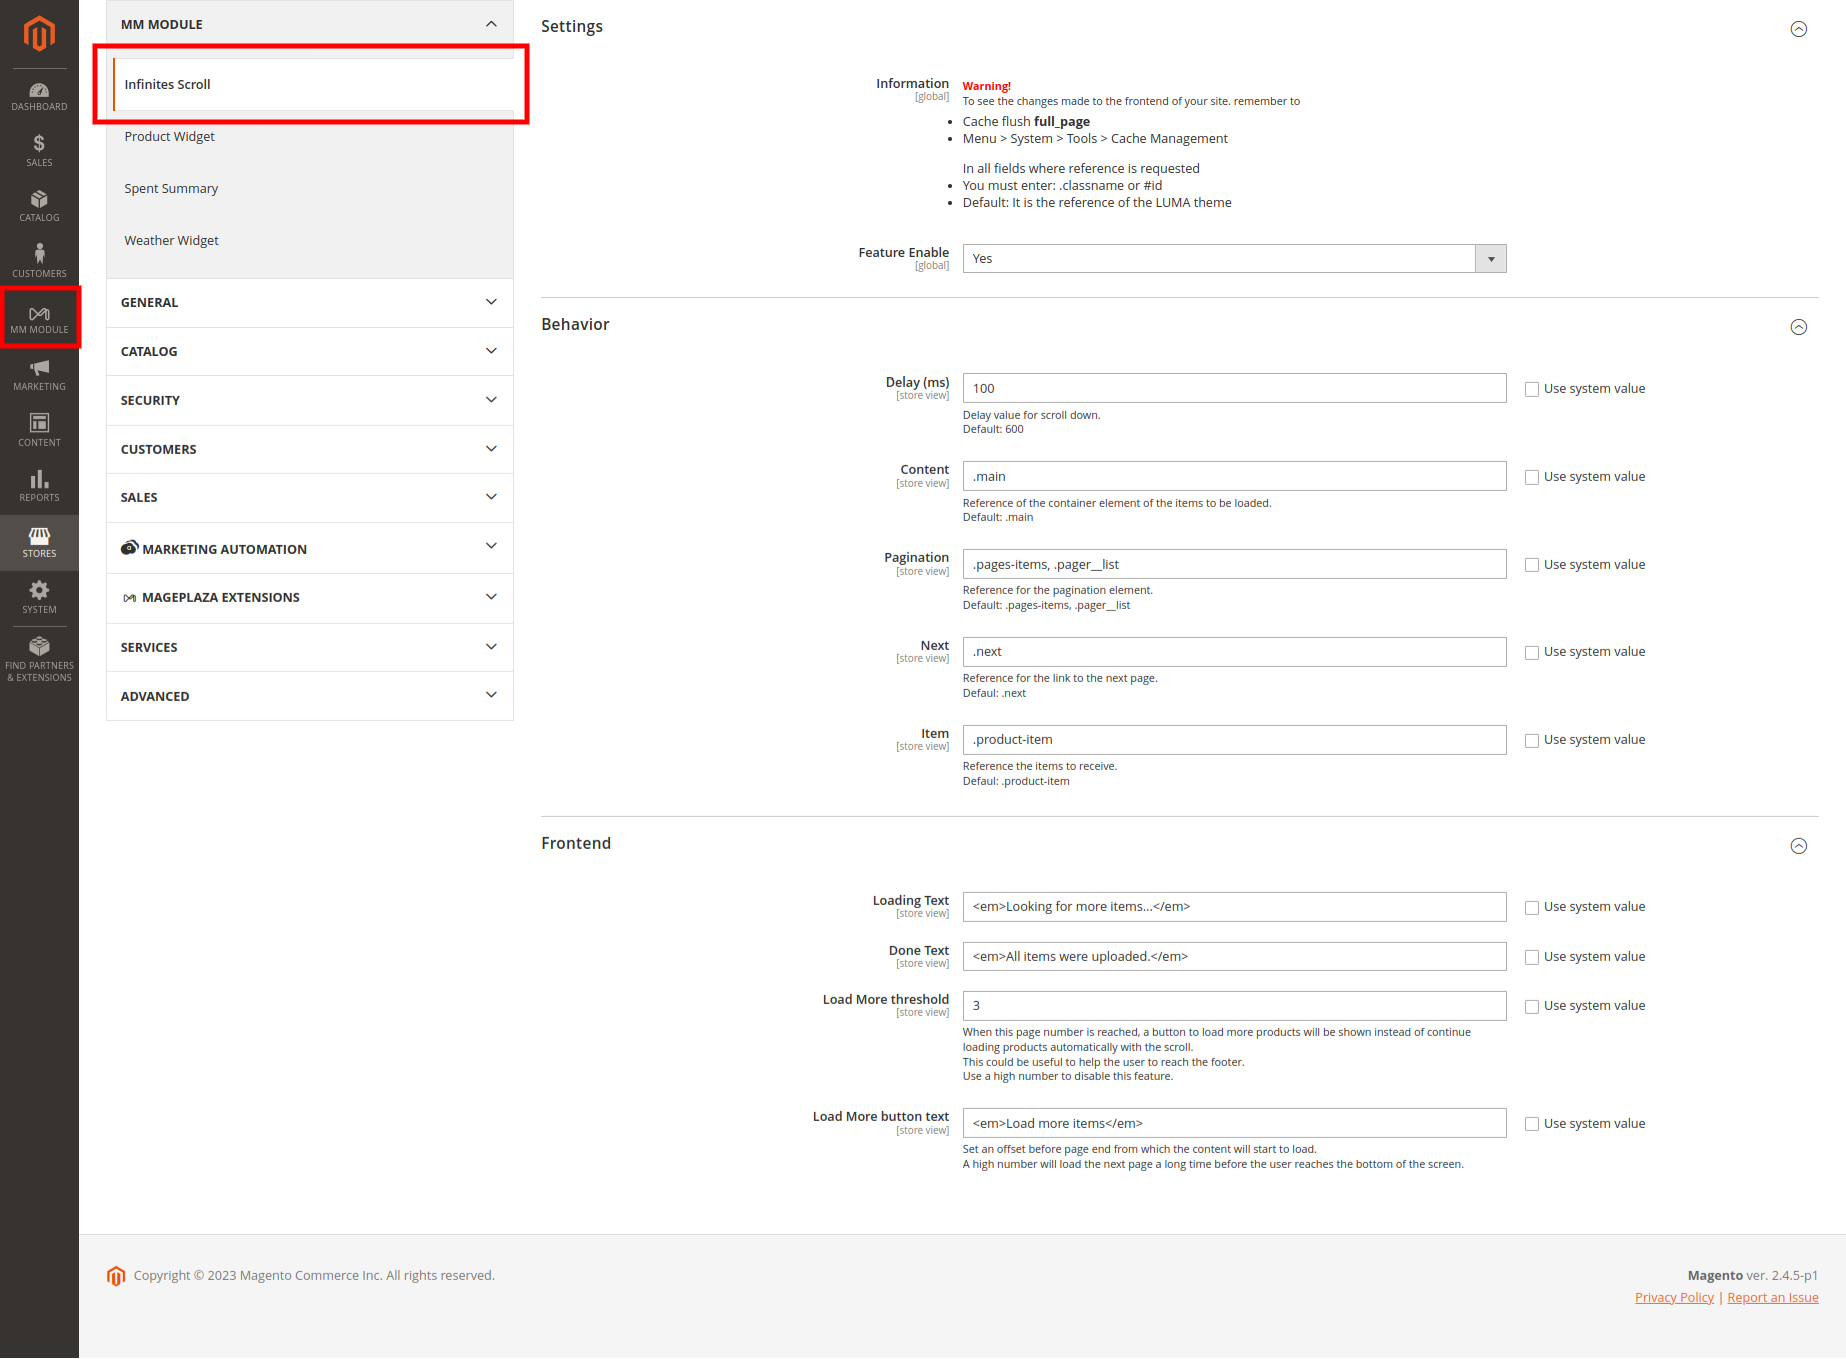 DASHBOARD
$
SALES
CATALOG
CUSTOMERS
MM MODULE
MARKETING
CONTENT
REPORTS
STORES
SYSTEM
FIND PARTNERS
& EXTENSIONS
MM MODULE
Infinites Scroll
Product Widget
Spent Summary
Weather Widget
GENERAL
CATALOG
SECURITY
CUSTOMERS
SALES
MARKETING AUTOMATION
MAGEPLAZA EXTENSIONS
SERVICES
ADVANCED
Settings
Information
[global]
Warning!
To see the changes made to the frontend of your site. remember to
• Cache flush full_page
• Menu > System > Tools > Cache Management
In all fields where reference is requested
• You must enter: .classname or #id
• Default: It is the reference of the LUMA theme
Feature Enable
[global]
Yes
Behavior
Delay (ms)
[store view]
100
Use system value
Delay value for scroll down.
Default: 600
Content
[store view]
.main
Use system value
Reference of the container element of the items to be loaded.
Default: .main
Pagination
[store view]
.pages-items, .pager__list
Use system value
Reference for the pagination element.
Default: .pages-items, .pager__list
Next
[store view]
.next
Use system value
Reference for the link to the next page.
Defaul: .next
Item
[store view]
.product-item
Use system value
Reference the items to receive.
Defaul: .product-item
Frontend
Loading Text
[store view]
<em>Looking for more items...</em>
Use system value
Done Text
[store view]
<em>All items were uploaded.</em>
Use system value
Load More threshold
[store view]
3
Use system value
When this page number is reached, a button to load more products will be shown instead of continue
loading products automatically with the scroll.
This could be useful to help the user to reach the footer.
Use a high number to disable this feature.
Load More button text
[store view]
<em>Load more items</em>
Use system value
Set an offset before page end from which the content will start to load.
A high number will load the next page a long time before the user reaches the bottom of the screen.
Copyright © 2023 Magento Commerce Inc. All rights reserved.
Magento ver. 2.4.5-p1
Privacy Policy | Report an Issue